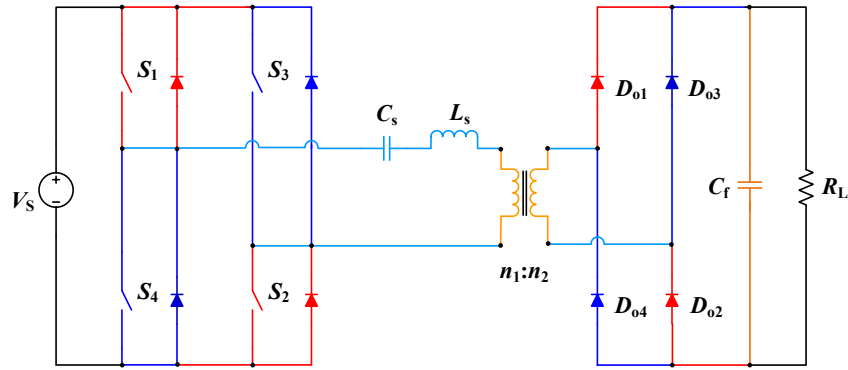 S1
S3
Do1
Do3
Cs
Ls
VS
+
−
Cf
RL
n1:n2
S4
S2
Do4
Do2